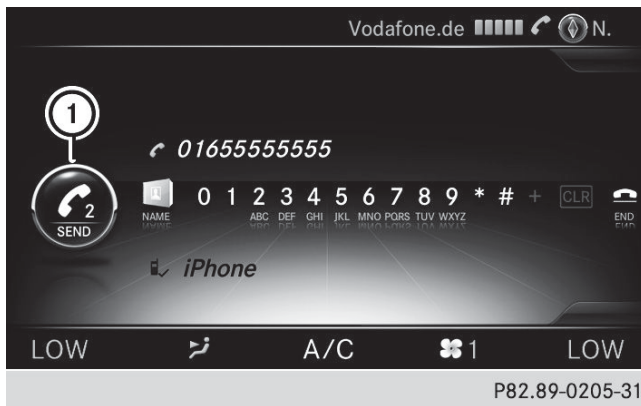 Vodafone.de N.
1
01655555555
2 SEND
NAME 0 1 2 3 4 5 6 7 8 9 * # + CLR END
ABC DEF GHI JKL MNO PQRS TUV WXYZ
iPhone
LOW A/C 1 LOW
P82.89-0205-31